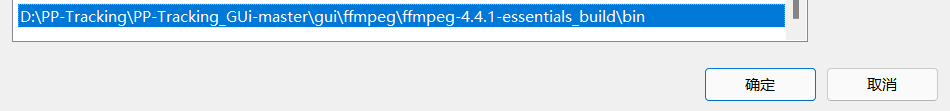 D:\PP-Tracking\PP-Tracking_GUi-master\gui\ffmpeg\ffmpeg-4.4.1-essentials_build\bin
确定
取消